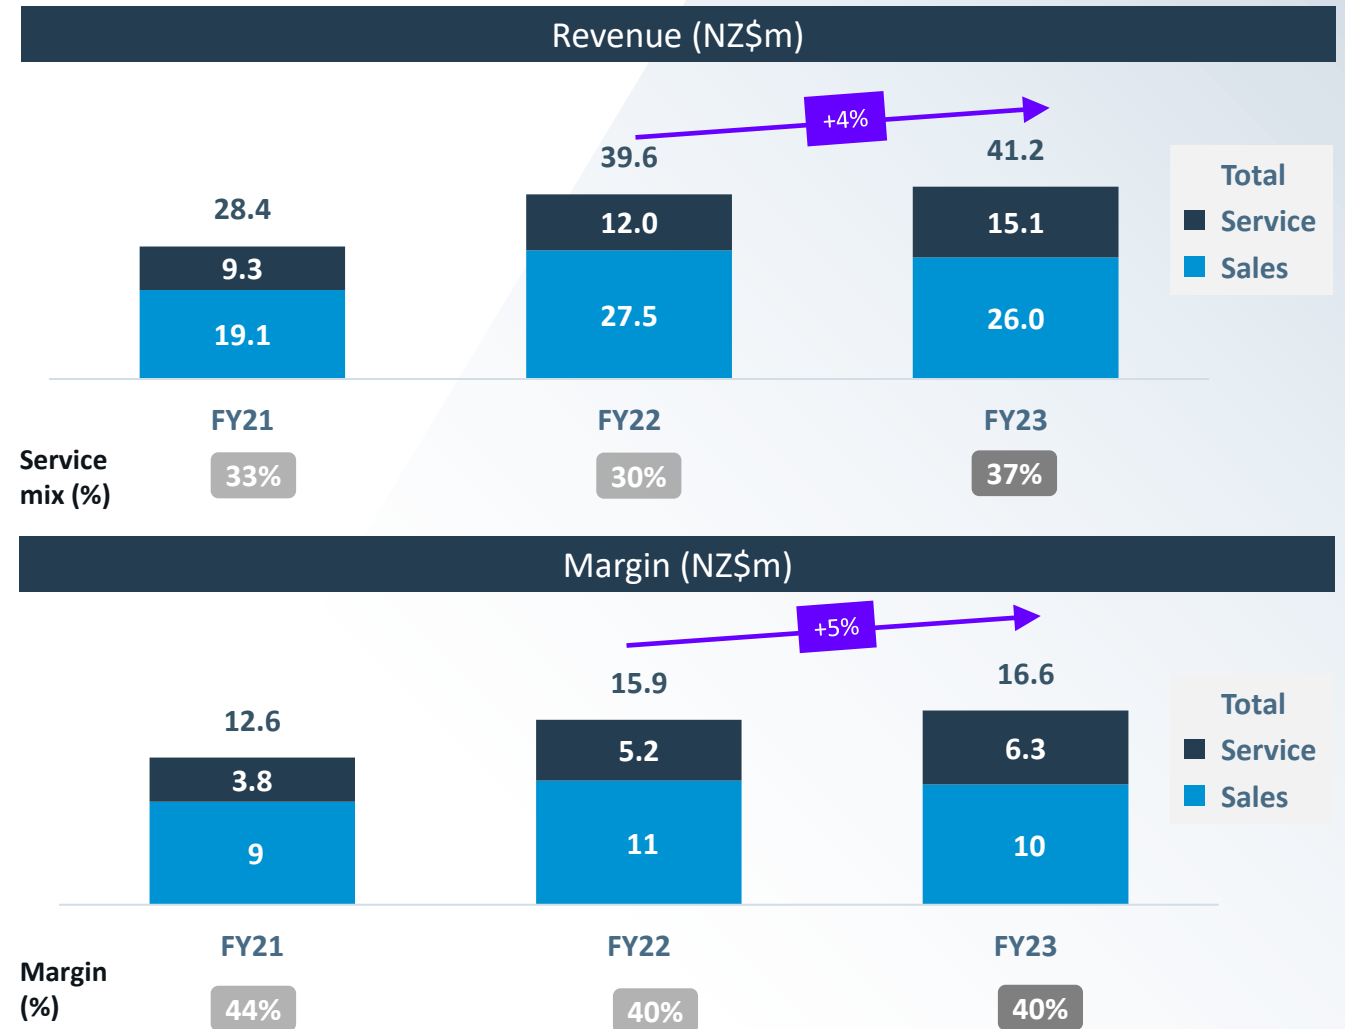 Revenue (NZ$m)
+4%
28.4
39.6
41.2
9.3
12.0
15.1
19.1
27.5
26.0
Total
Service
Sales
FY21
FY22
FY23
Service
mix (%)
33%
30%
37%
Margin (NZ$m)
+5%
12.6
15.9
16.6
3.8
5.2
6.3
9
11
10
Total
Service
Sales
FY21
FY22
FY23
Margin
(%)
44%
40%
40%